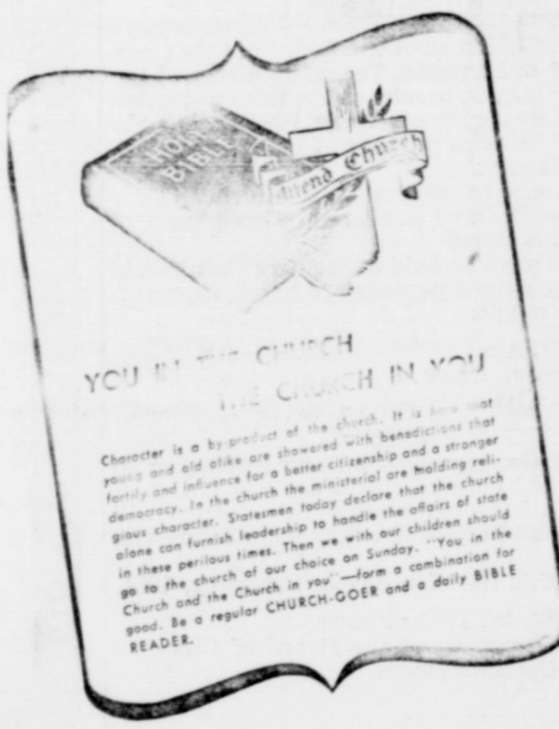 HOLY
BIBLE
Attend Church
YOU IN THE CHURCH
THE CHURCH IN YOU
Character is a by-product of the church. It is now that
young and old alike are showered with benedictions that
fortify and influence for a better citizenship and a stronger
democracy. In the church the ministerial are molding reli-
gious character. Statesmen today declare that the church
alone can furnish leadership to handle the affairs of state
in these perilous times. Then we with our children should
go to the church of our choice on Sunday. "You in the
Church and the Church in you"—form a combination for
good. Be a regular CHURCH-GOER and a daily BIBLE
READER.